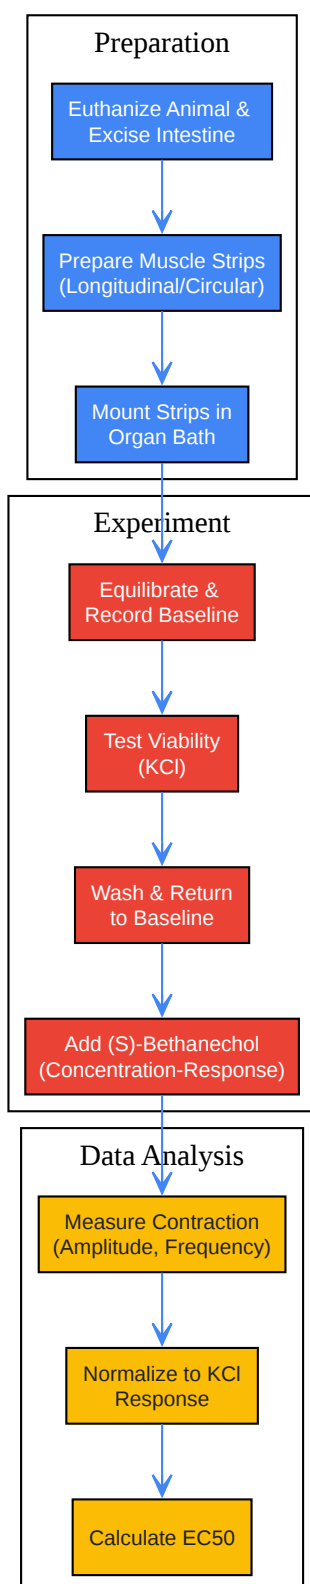 Preparation
Euthanize Animal &
Excise Intestine
Prepare Muscle Strips
(Longitudinal/Circular)
Mount Strips in
Organ Bath
Experiment
Equilibrate &
Record Baseline
Test Viability
(KCl)
Wash & Return
to Baseline
Add (S)-Bethanechol
(Concentration-Response)
Data Analysis
Measure Contraction
(Amplitude, Frequency)
Normalize to KCl
Response
Calculate EC50